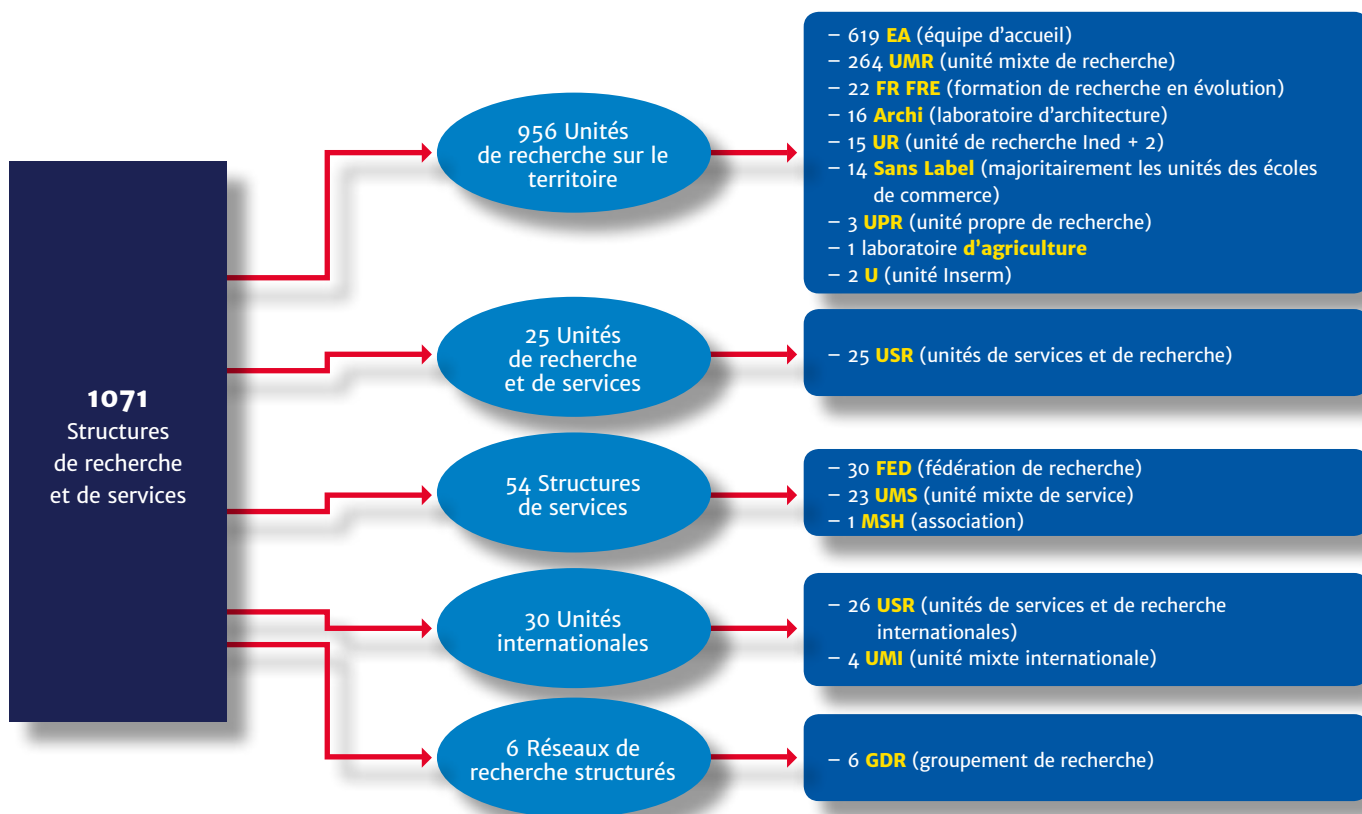 1071
Structures
de recherche
et de services
956 Unités
de recherche sur le
territoire
– 619 EA (équipe d'accueil)
– 264 UMR (unité mixte de recherche)
– 22 FR FRE (formation de recherche en évolution)
– 16 Archi (laboratoire d'architecture)
– 15 UR (unité de recherche Ined + 2)
– 14 Sans Label (majoritairement les unités des écoles
de commerce)
– 3 UPR (unité propre de recherche)
– 1 laboratoire d'agriculture
– 2 U (unité Inserm)
25 Unités
de recherche
et de services
– 25 USR (unités de services et de recherche)
54 Structures
de services
– 30 FED (fédération de recherche)
– 23 UMS (unité mixte de service)
– 1 MSH (association)
30 Unités
internationales
– 26 USR (unités de services et de recherche
internationales)
– 4 UMI (unité mixte internationale)
6 Réseaux de
recherche structurés
– 6 GDR (groupement de recherche)